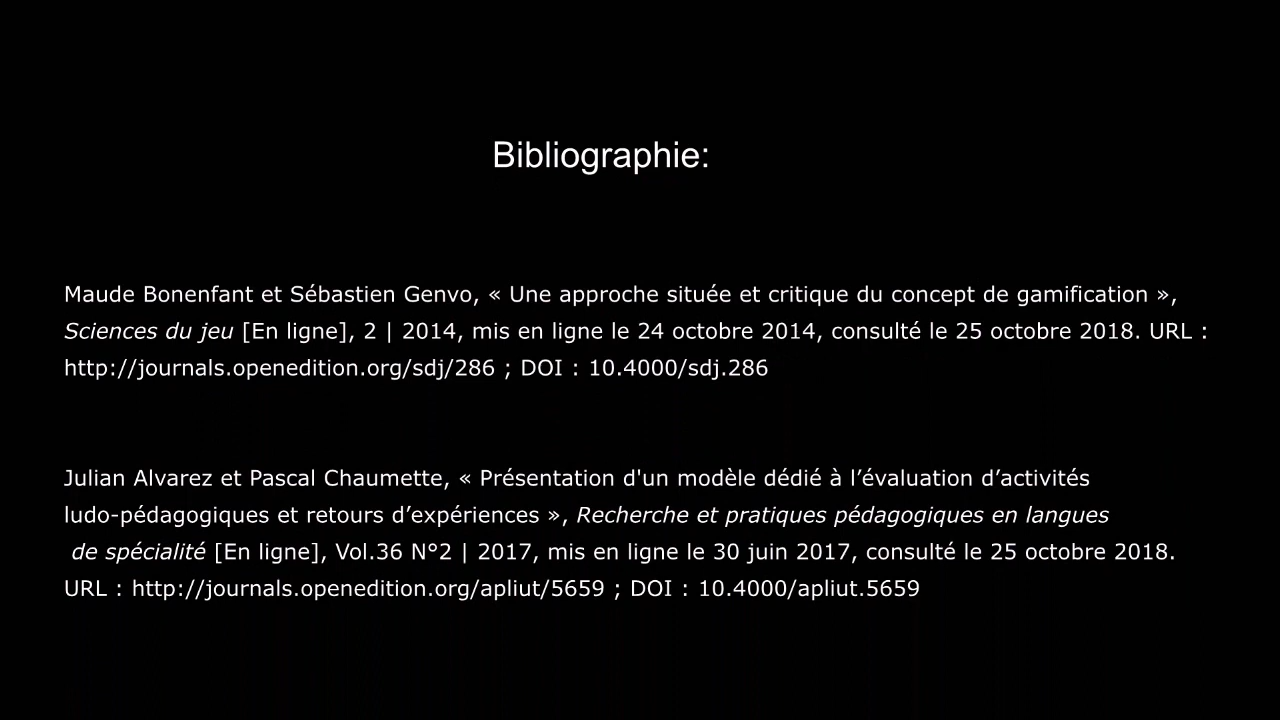 Bibliographie:
Maude Bonenfant et Sébastien Genvo, « Une approche située et critique du concept de gamification »,
Sciences du jeu [En ligne], 2 | 2014, mis en ligne le 24 octobre 2014, consulté le 25 octobre 2018. URL :
http://journals.openedition.org/sdj/286 ; DOI : 10.4000/sdj.286
Julian Alvarez et Pascal Chaumette, « Présentation d'un modèle dédié à l’évaluation d’activités
ludo-pédagogiques et retours d’expériences », Recherche et pratiques pédagogiques en langues
de spécialité [En ligne], Vol.36 N°2 | 2017, mis en ligne le 30 juin 2017, consulté le 25 octobre 2018.
URL : http://journals.openedition.org/apliut/5659 ; DOI : 10.4000/apliut.5659